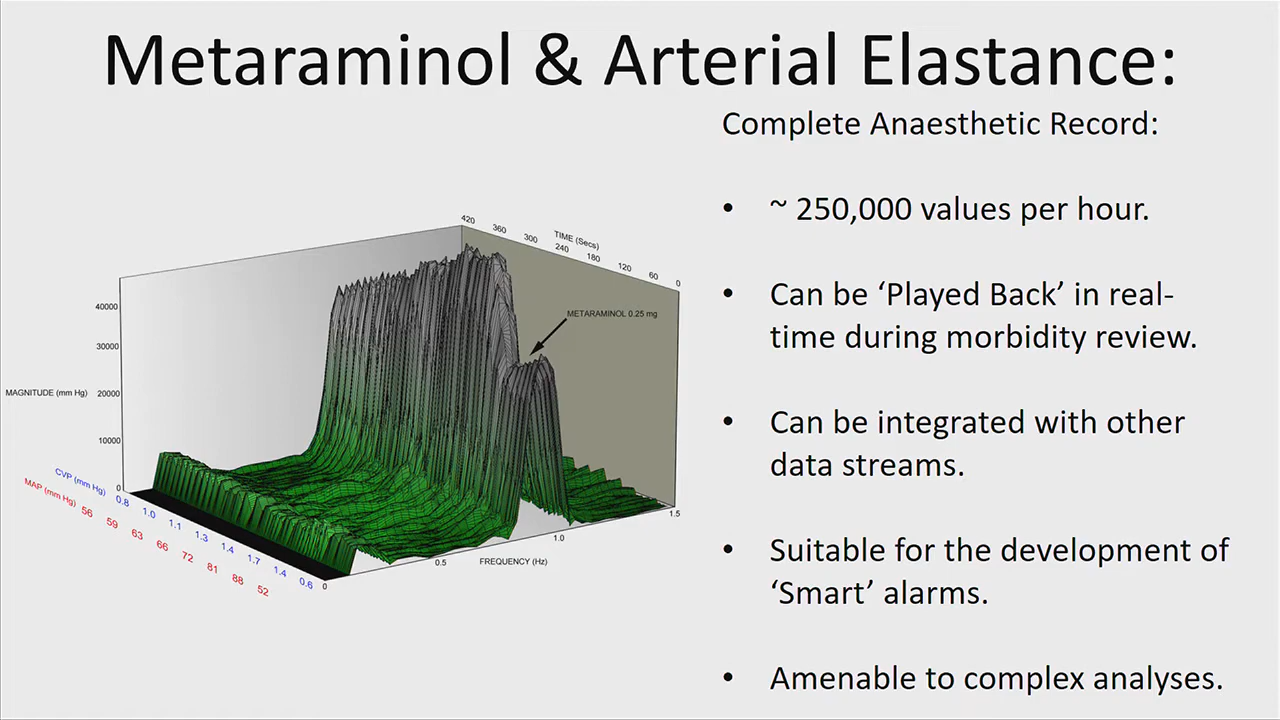 Metaraminol & Arterial Elastance:
Complete Anaesthetic Record:
• ~ 250,000 values per hour.
• Can be ‘Played Back’ in real-
time during morbidity review.
• Can be integrated with other
data streams.
• Suitable for the development of
‘Smart’ alarms.
• Amenable to complex analyses.
420
360
300
240
180
120
60
0
TIME (Secs)
METARAMINOL 0.25 mg
40000
30000
20000
10000
0
MAGNITUDE (mm Hg)
CVP (mm Hg)
0.8
1.0
1.1
1.3
1.4
1.7
1.4
0.6
MAP (mm Hg)
56
59
63
66
72
81
88
52
0
0.5
1.0
1.5
FREQUENCY (Hz)